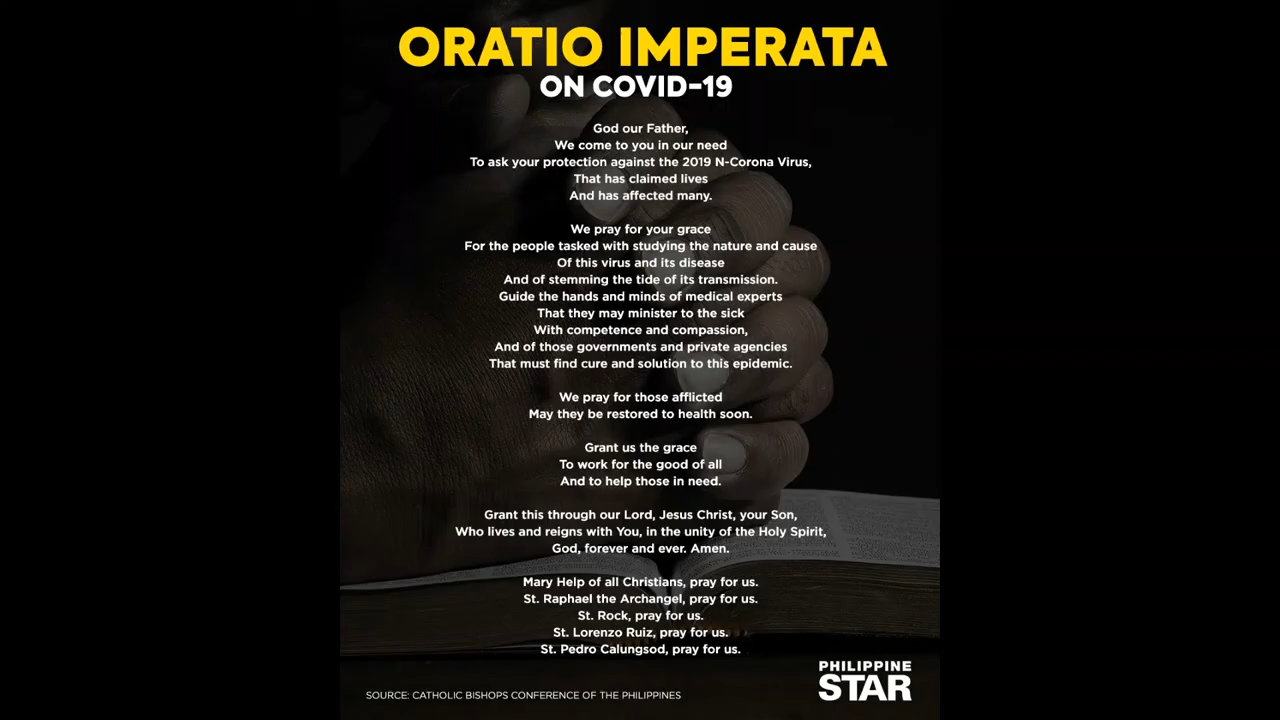 ORATIO IMPERATA
ON COVID-19
God our Father,
We come to you in our need
To ask your protection against the 2019 N-Corona Virus,
That has claimed lives
And has affected many.
We pray for your grace
For the people tasked with studying the nature and cause
Of this virus and its disease
And of stemming the tide of its transmission.
Guide the hands and minds of medical experts
That they may minister to the sick
With competence and compassion,
And of those governments and private agencies
That must find cure and solution to this epidemic.
We pray for those afflicted
May they be restored to health soon.
Grant us the grace
To work for the good of all
And to help those in need.
Grant this through our Lord, Jesus Christ, your Son,
Who lives and reigns with You, in the unity of the Holy Spirit,
God, forever and ever. Amen.
Mary Help of all Christians, pray for us.
St. Raphael the Archangel, pray for us.
St. Rock, pray for us.
St. Lorenzo Ruiz, pray for us.
St. Pedro Calungsod, pray for us.
SOURCE: CATHOLIC BISHOPS CONFERENCE OF THE PHILIPPINES
PHILIPPINE
STAR